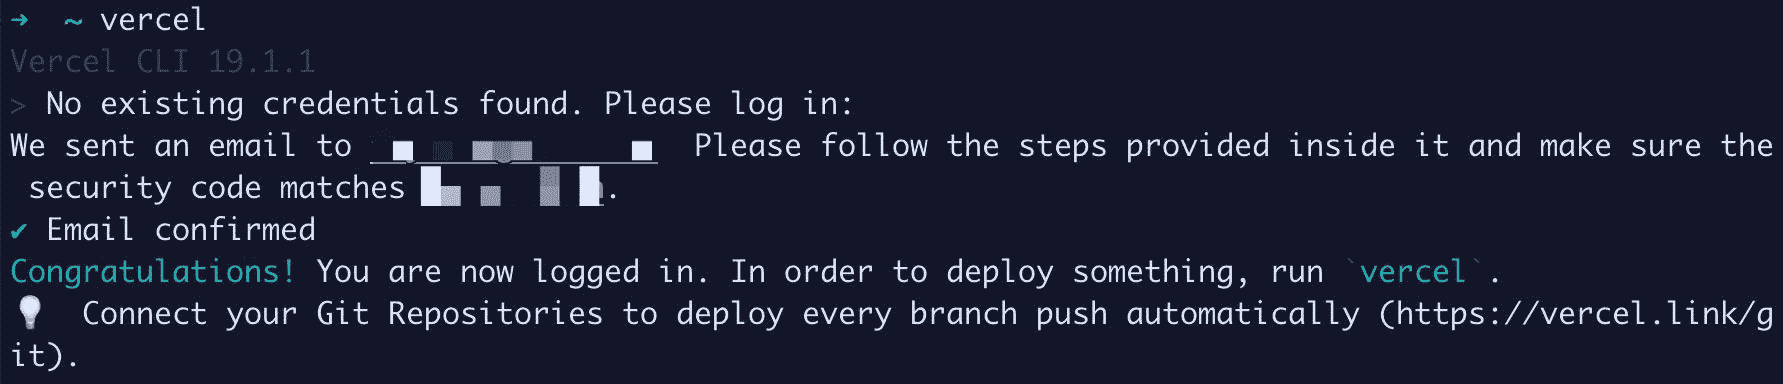 ➜  ~ vercel
Vercel CLI 19.1.1
> No existing credentials found. Please log in:
We sent an email to Please follow the steps provided inside it and make sure the
security code matches .
✔ Email confirmed
Congratulations! You are now logged in. In order to deploy something, run `vercel`.
💡 Connect your Git Repositories to deploy every branch push automatically (https://vercel.link/g
it).